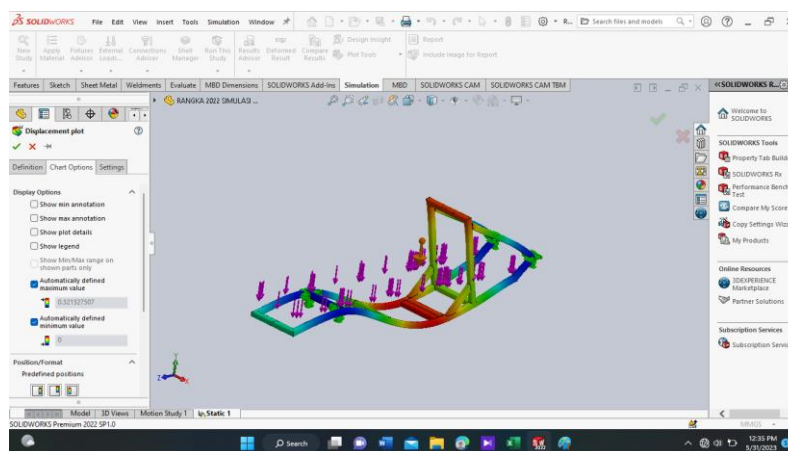 SOLIDWORKS File Edit View Insert Tools Simulation Window R... Search files and models
New Study
Apply Material
Fixtures Advisor
External Loads...
Connections Advisor
Shell Manager
Run This Study
Results Advisor
Deformed Result
Compare Results
Design Insight
Plot Tools
Report
Include Image for Report
Features Sketch Sheet Metal Weldments Evaluate MBD Dimensions SOLIDWORKS Add-Ins Simulation MBD SOLIDWORKS CAM SOLIDWORKS CAM TBM
RANGKA 2022 SIMULASI ...
Displacement plot
Definition Chart Options Settings
Display Options
Show min annotation
Show max annotation
Show plot details
Show legend
Show Min/Max range on
shown parts only
Automatically defined
maximum value
0.321327507
Automatically defined
minimum value
0
Position/Format
Predefined positions
Y
Z
X
Model 3D Views Motion Study 1 Static 1
SOLIDWORKS Premium 2022 SP1.0
MMGS
«SOLIDWORKS R...
Welcome to
SOLIDWORKS
SOLIDWORKS Tools
Property Tab Build
SOLIDWORKS Rx
Performance Bench
Test
Compare My Score
Copy Settings Wiz
My Products
Online Resources
3DEXPERIENCE
Marketplace
Partner Solutions
Subscription Services
Subscription Servi
Search
12:35 PM
5/31/2023